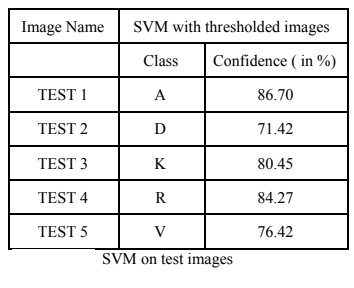 Image Name SVM with thresholded images
Class Confidence ( in %)
TEST 1 A 86.70
TEST 2 D 71.42
TEST 3 K 80.45
TEST 4 R 84.27
TEST 5 V 76.42
SVM on test images